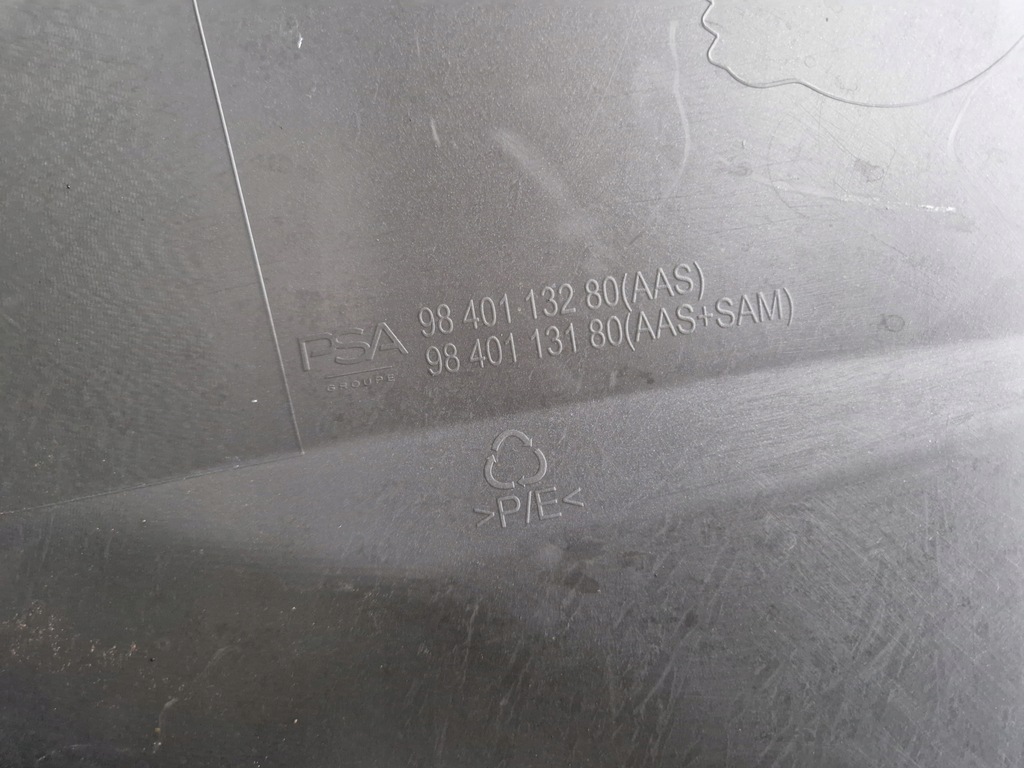 PSA
GROUPE
98 401 132 80(AAS)
98 401 131 80(AAS+SAM)
>P/E<